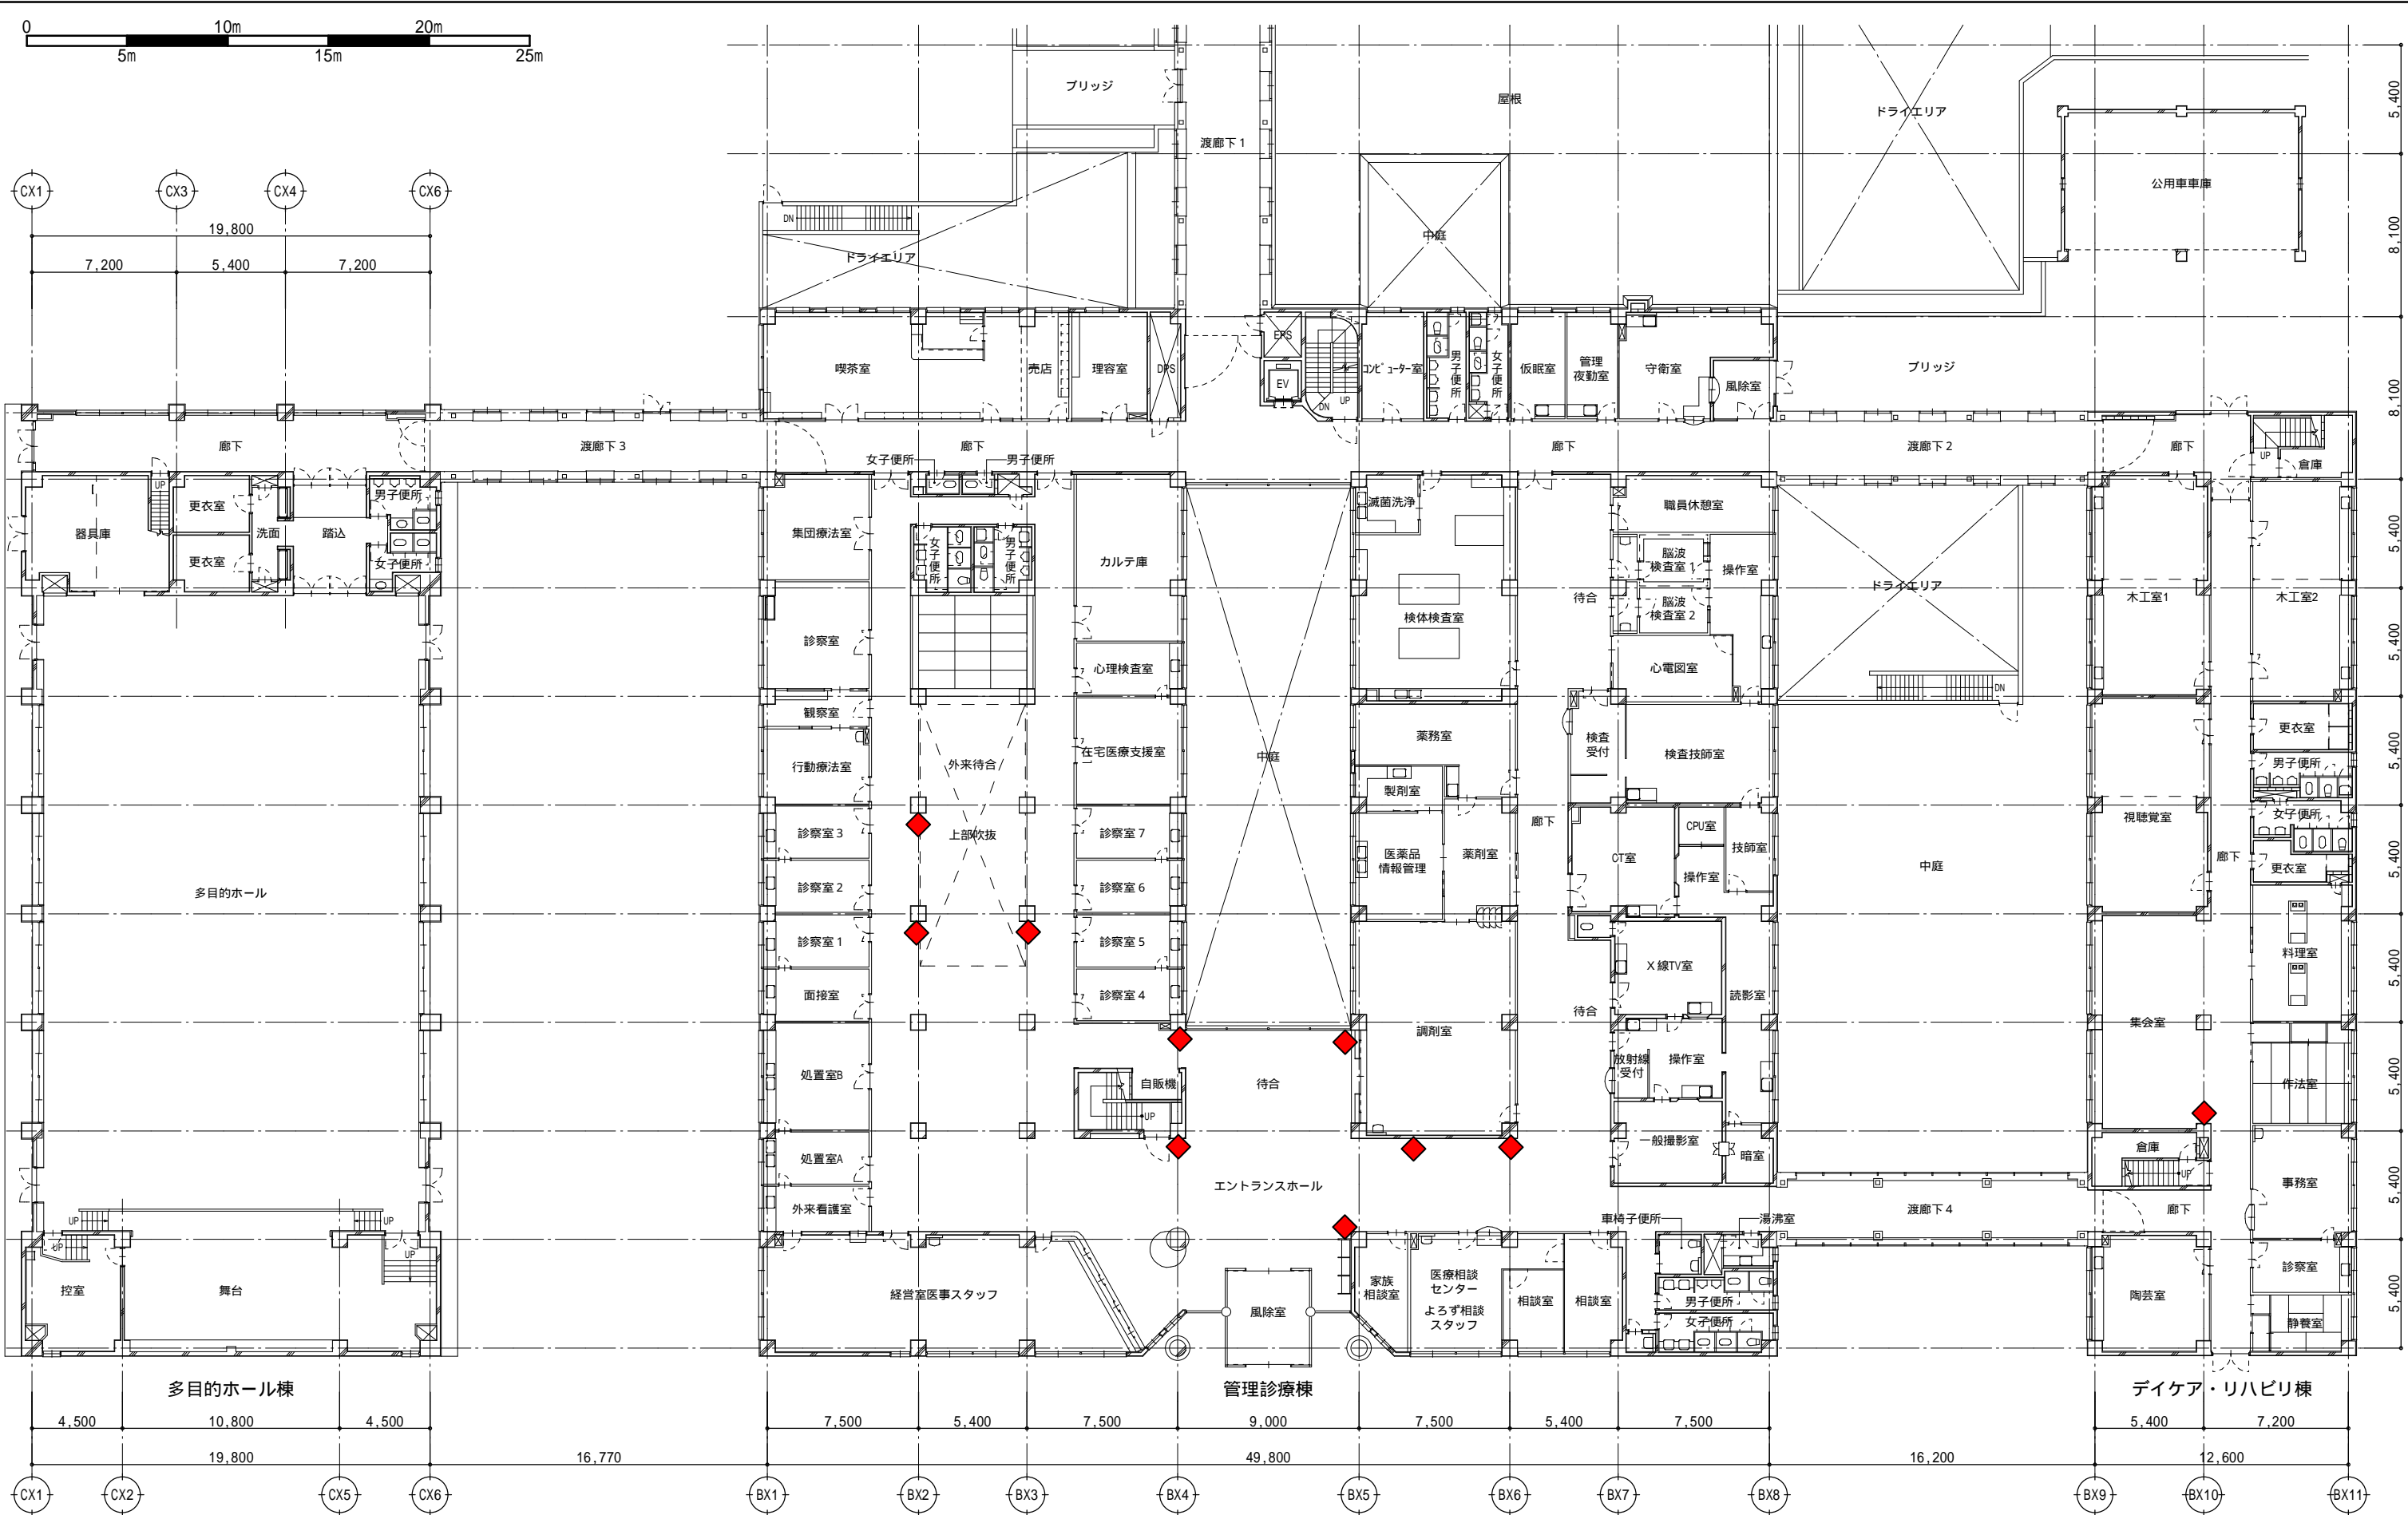 0 10m 20m
5m 15m 25m
ブリッジ
屋根
ドライエリア
5,400
渡廊下1
公用車車庫
CX1 CX3 CX4 CX6
DN
19,800
中庭
8,100
ドライエリア
7,200 5,400 7,200
EPS
喫茶室
売店
理容室
DPS
EV
DN
UP
コンピューター室
男子便所
女子便所
仮眠室
管理
夜勤室
守衛室
風除室
ブリッジ
8,100
廊下
渡廊下3
廊下
女子便所
男子便所
廊下
渡廊下2
廊下
UP
倉庫
器具庫
UP
更衣室
更衣室
洗面
踏込
男子便所
女子便所
集団療法室
女子便所
男子便所
カルテ庫
滅菌洗浄
職員休憩室
脳波
検査室1
操作室
5,400
診察室
検体検査室
待合
脳波
検査室2
ドライエリア
木工室1
木工室2
心理検査室
心電図室
5,400
DN
観察室
薬務室
検査
受付
更衣室
行動療法室
外来待合
在宅医療支援室
中庭
検査技師室
男子便所
5,400
製剤室
診察室3
上部吹抜
診察室7
廊下
CPU室
視聴覚室
女子便所
医薬品
情報管理
薬剤室
CT室
技師室
中庭
廊下
5,400
診察室2
診察室6
操作室
更衣室
多目的ホール
診察室1
診察室5
X線TV室
料理室
5,400
面接室
診察室4
待合
読影室
調剤室
集会室
処置室B
自販機
UP
待合
放射線
受付
操作室
作法室
5,400
処置室A
一般撮影室
暗室
倉庫
UP
エントランスホール
事務室
5,400
外来看護室
車椅子便所
湯沸室
渡廊下4
廊下
UP
UP
UP
UP
控室
舞台
経営室医事スタッフ
風除室
家族
相談室
医療相談
センター
よろず相談
スタッフ
相談室
相談室
男子便所
女子便所
陶芸室
診察室
静養室
5,400
多目的ホール棟
管理診療棟
デイケア・リハビリ棟
4,500 10,800 4,500 7,500 5,400 7,500 9,000 7,500 5,400 7,500 5,400 7,200
19,800 16,770 49,800 16,200 12,600
CX1 CX2 CX5 CX6 BX1 BX2 BX3 BX4 BX5 BX6 BX7 BX8 BX9 BX10 BX11